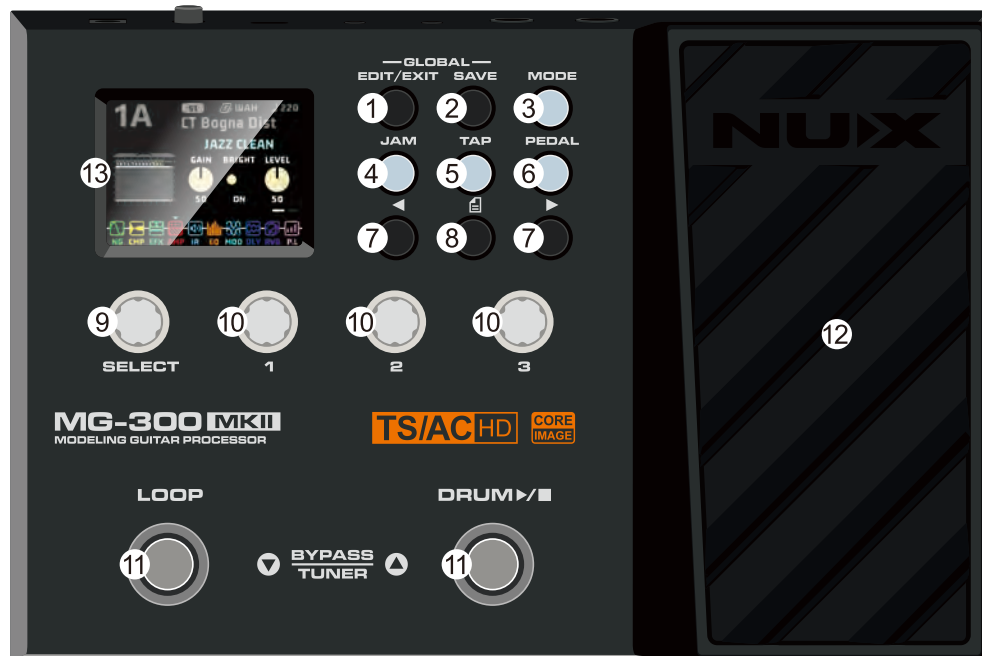 GLOBAL
EDIT/EXIT SAVE MODE
1 2 3
1A WAH 220
CT Bogna Dist
JAZZ CLEAN
GAIN BRIGHT LEVEL
50 ON 50
NG CMP EFX AMP IR EQ MOD DLY RVB P.L
13
JAM TAP PEDAL
4 5 6
7 8 7
NUX
9 10 10 10
SELECT 1 2 3
12
MG-300 MKII
MODELING GUITAR PROCESSOR
TS/AC HD
CORE
IMAGE
LOOP DRUM▶/■
11 11
▼ BYPASS ▲
TUNER